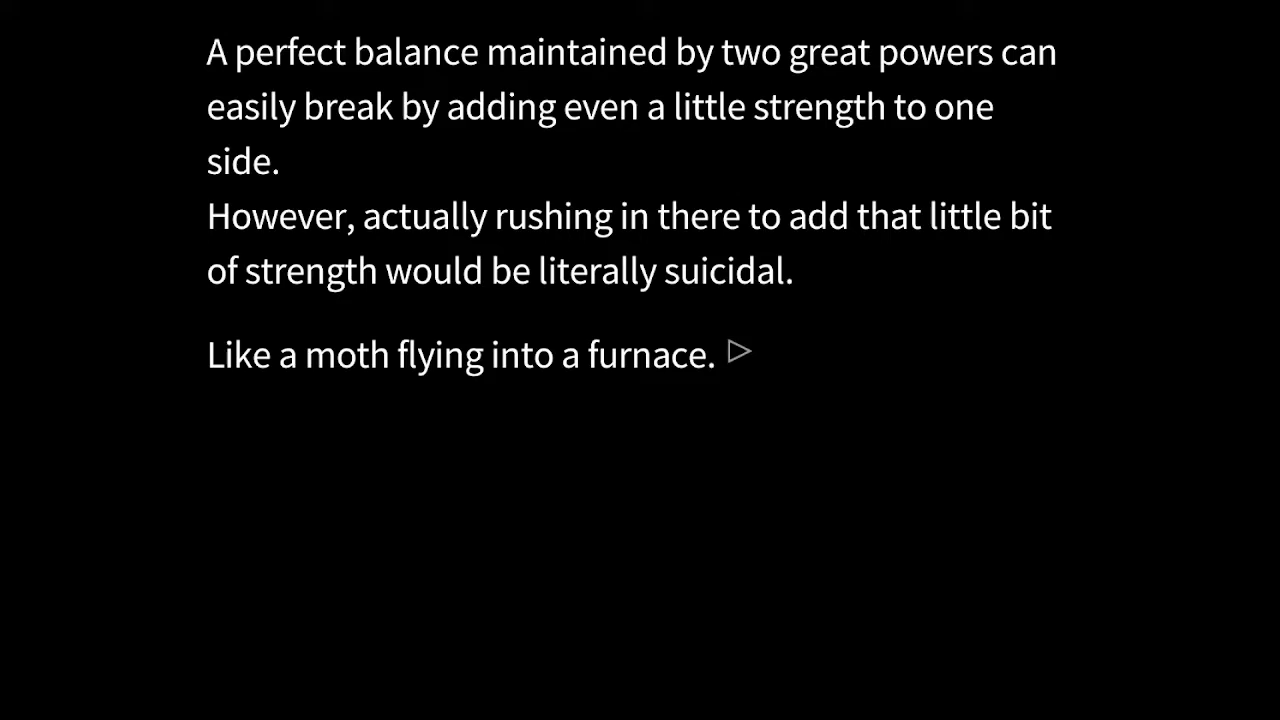 A perfect balance maintained by two great powers can
easily break by adding even a little strength to one
side.
However, actually rushing in there to add that little bit
of strength would be literally suicidal.
Like a moth flying into a furnace.